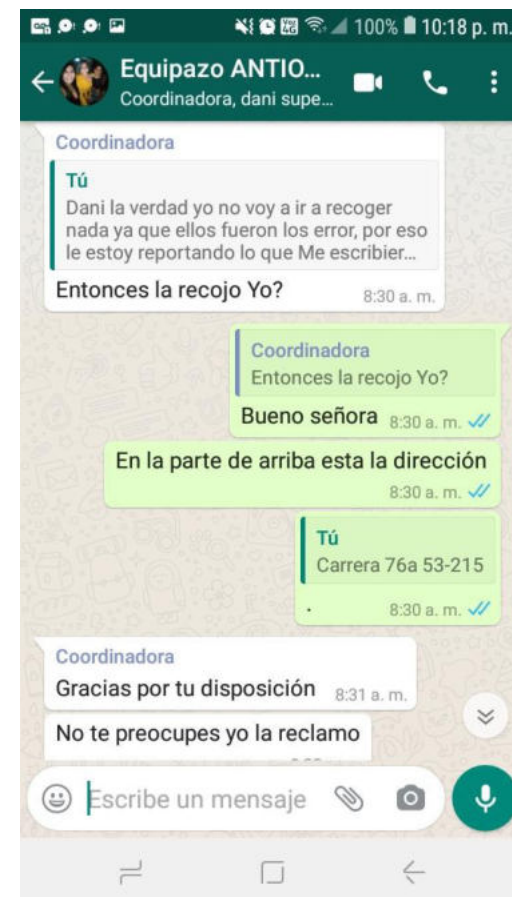 100% 10:18 p. m.
Equipazo ANTIO...
Coordinadora, dani supe...
Coordinadora
Tú
Dani la verdad yo no voy a ir a recoger
nada ya que ellos fueron los error, por eso
le estoy reportando lo que Me escribier...
Entonces la recojo Yo?
8:30 a. m.
Coordinadora
Entonces la recojo Yo?
Bueno señora 8:30 a. m.
En la parte de arriba esta la dirección
8:30 a. m.
Tú
Carrera 76a 53-215
. 8:30 a. m.
Coordinadora
Gracias por tu disposición 8:31 a. m.
No te preocupes yo la reclamo
Escribe un mensaje